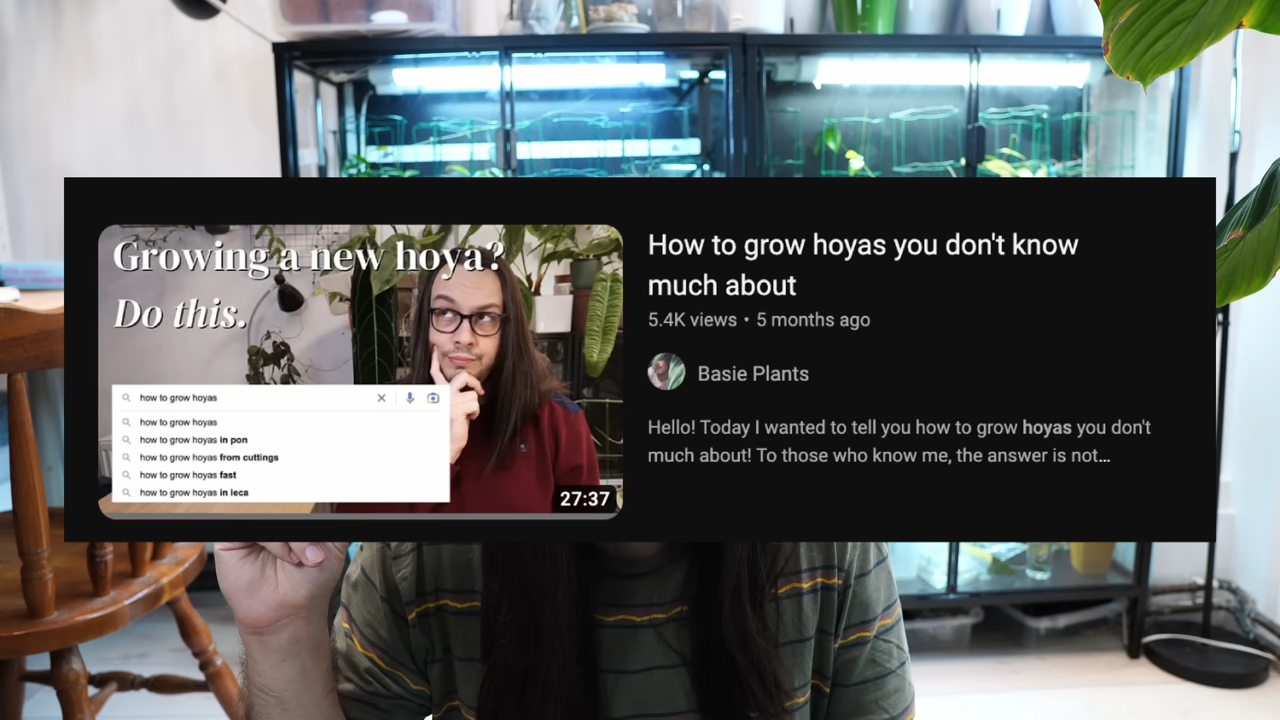 Growing a new hoya?
Do this.
how to grow hoyas
how to grow hoyas
how to grow hoyas in pon
how to grow hoyas from cuttings
how to grow hoyas fast
how to grow hoyas in leca
27:37
How to grow hoyas you don't know
much about
5.4K views • 5 months ago
Basie Plants
Hello! Today I wanted to tell you how to grow hoyas you don't
much about! To those who know me, the answer is not...